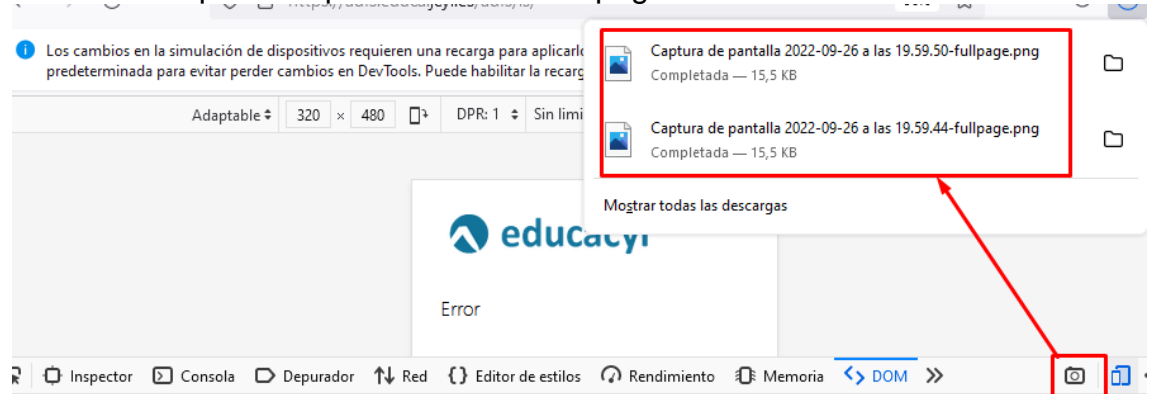 Los cambios en la simulación de dispositivos requieren una recarga para
predeterminada para evitar perder cambios en DevTools. Puede habilitar la
Captura de pantalla 2022-09-26 a las 19.59.50-fullpage.png
Completada — 15,5 KB
Adaptable 320 × 480 DPR: 1 Sin
Captura de pantalla 2022-09-26 a las 19.59.44-fullpage.png
Completada — 15,5 KB
Mostrar todas las descargas
educacyl
Error
Inspector Consola Depurador Red Editor de estilos Rendimiento Memoria DOM